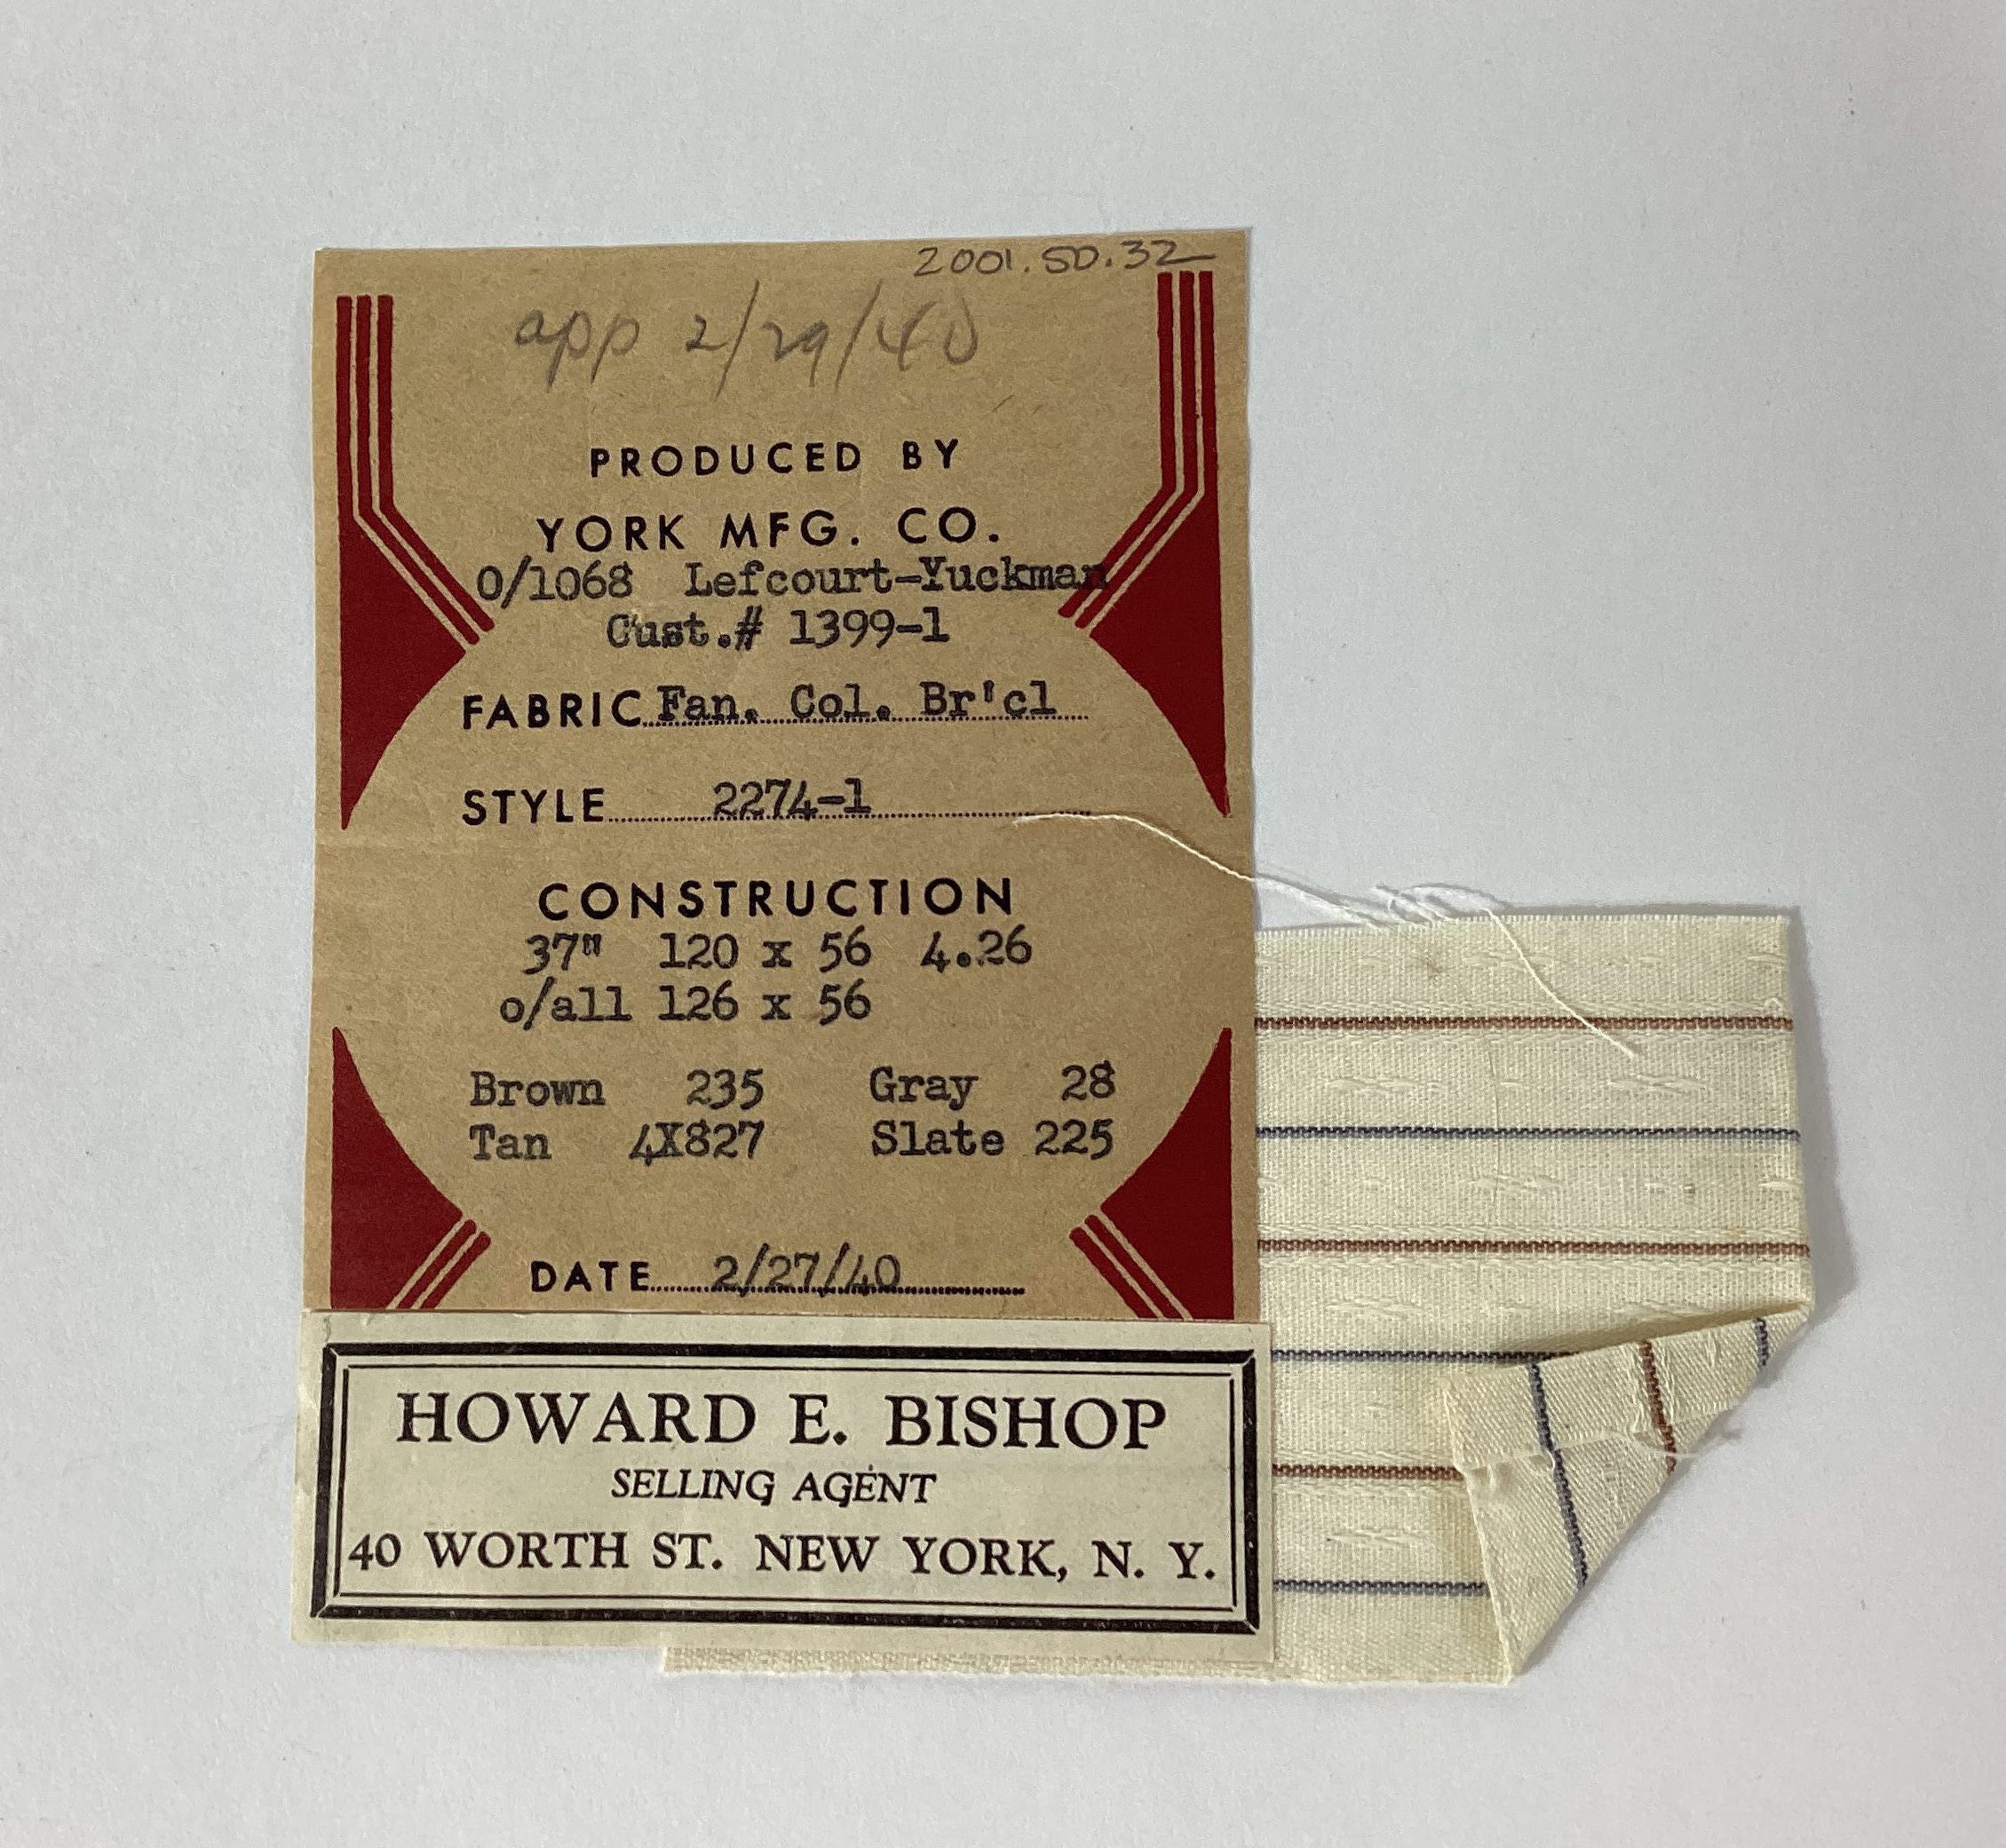 2001.SD.32
app 2/29/40
PRODUCED BY
YORK MFG. CO.
O/1068 Lefcourt-Yuckman
Cust.# 1399-1
FABRIC Fan. Col. Br'cl
STYLE 2274-1
CONSTRUCTION
37" 120 x 56 4.26
o/all 126 x 56
Brown 235 Gray 28
Tan 4X827 Slate 225
DATE 2/27/40
HOWARD E. BISHOP
SELLING AGENT
40 WORTH ST. NEW YORK, N. Y.